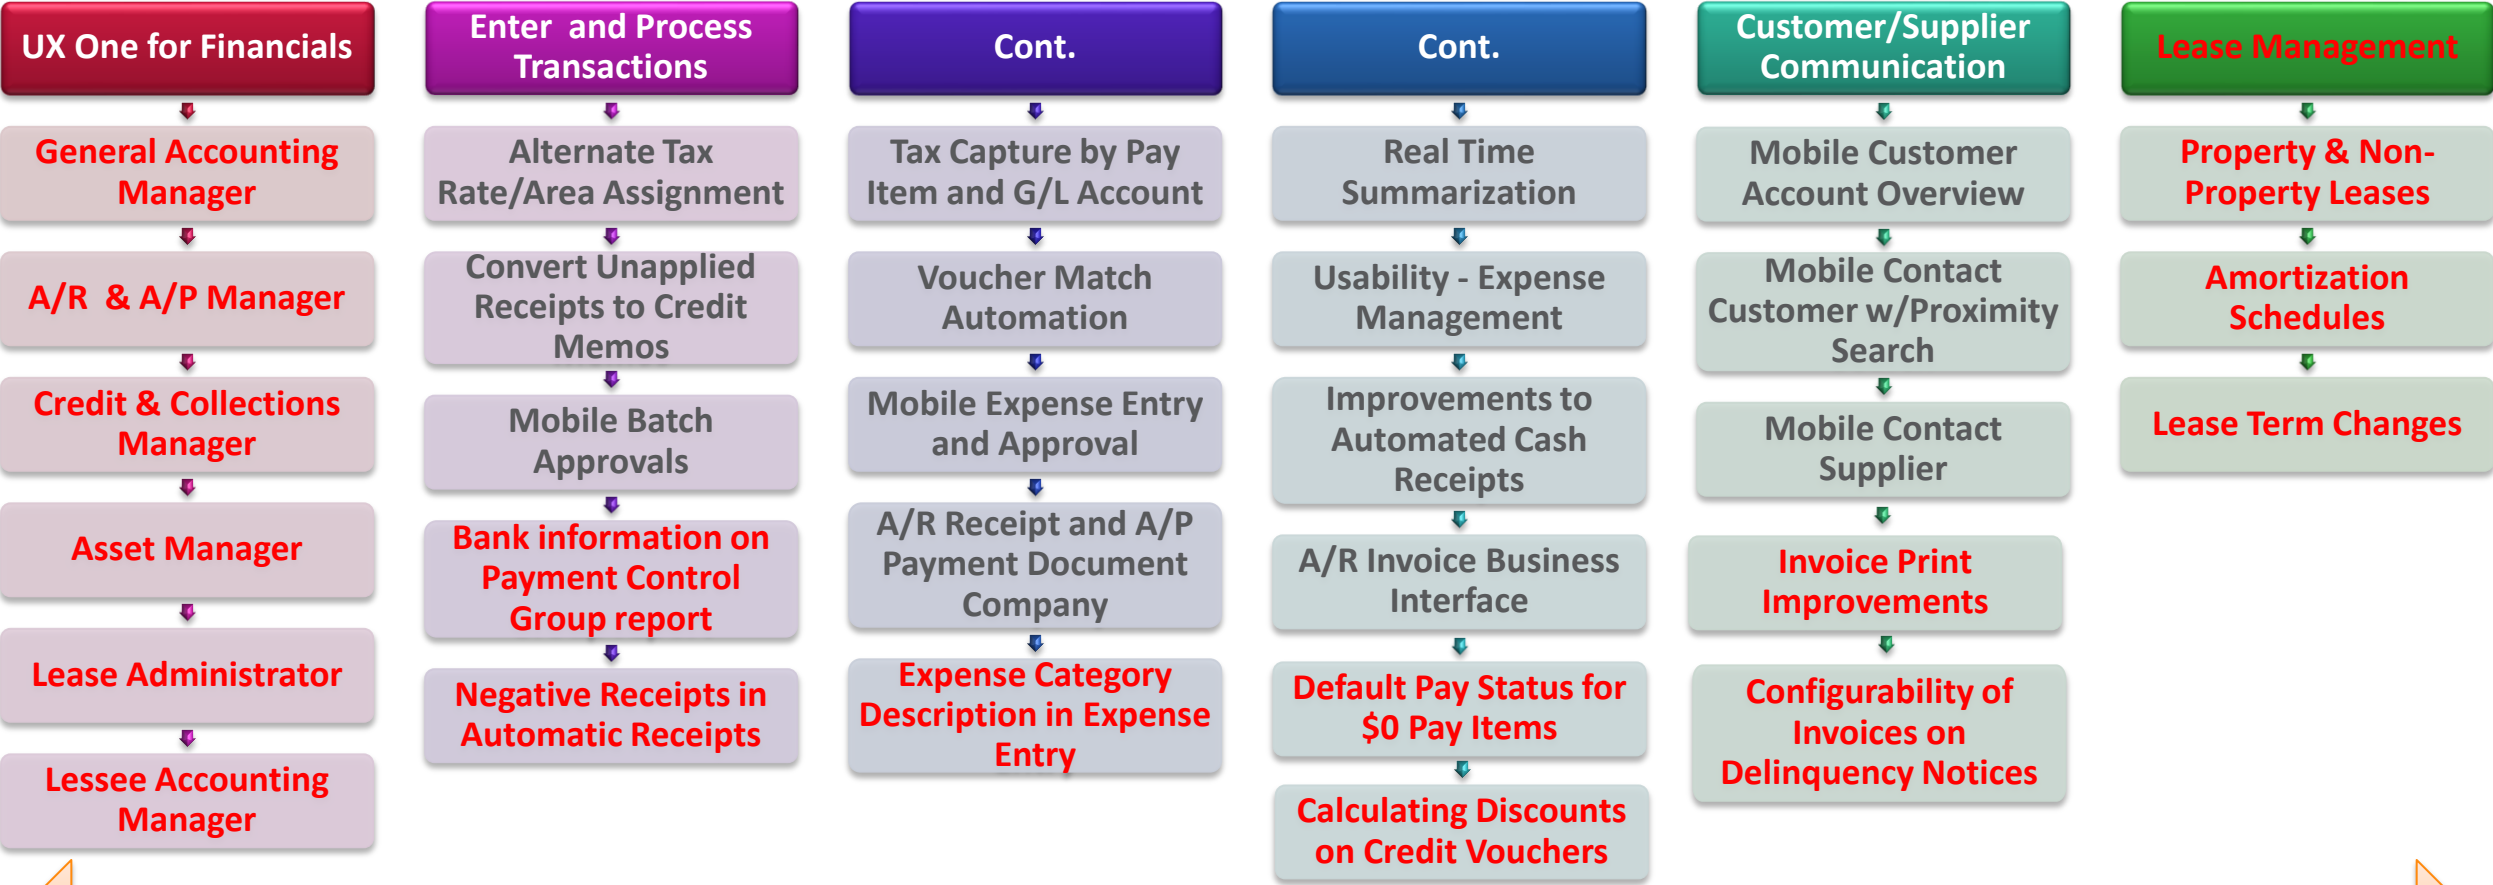 UX One for Financials
General Accounting
Manager
A/R  & A/P Manager
Credit & Collections
Manager
Asset Manager
Lease Administrator
Lessee Accounting
Manager
Enter  and Process
Transactions
Alternate Tax
Rate/Area Assignment
Convert Unapplied
Receipts to Credit
Memos
Mobile Batch
Approvals
Bank information on
Payment Control
Group report
Negative Receipts in
Automatic Receipts
Cont.
Tax Capture by Pay
Item and G/L Account
Voucher Match
Automation
Mobile Expense Entry
and Approval
A/R Receipt and A/P
Payment Document
Company
Expense Category
Description in Expense
Entry
Cont.
Real Time
Summarization
Usability - Expense
Management
Improvements to
Automated Cash
Receipts
A/R Invoice Business
Interface
Default Pay Status for
$0 Pay Items
Calculating Discounts
on Credit Vouchers
Customer/Supplier
Communication
Mobile Customer
Account Overview
Mobile Contact
Customer w/Proximity
Search
Mobile Contact
Supplier
Invoice Print
Improvements
Configurability of
Invoices on
Delinquency Notices
Lease Management
Property & Non-
Property Leases
Amortization
Schedules
Lease Term Changes